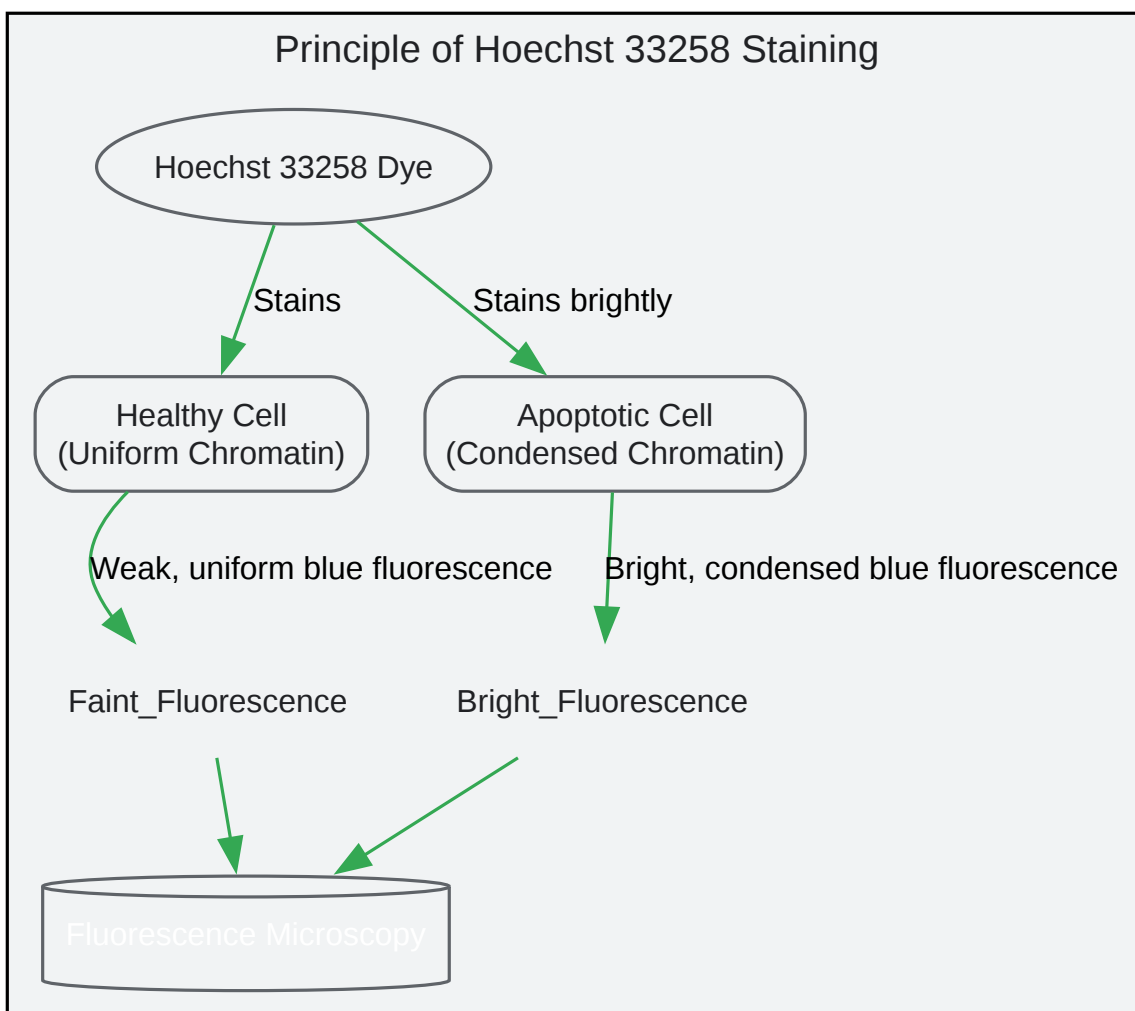 Principle of Hoechst 33258 Staining
Hoechst 33258 Dye
Stains
Stains brightly
Healthy Cell
(Uniform Chromatin)
Apoptotic Cell
(Condensed Chromatin)
Weak, uniform blue fluorescence
Bright, condensed blue fluorescence
Faint_Fluorescence
Bright_Fluorescence
Fluorescence Microscopy